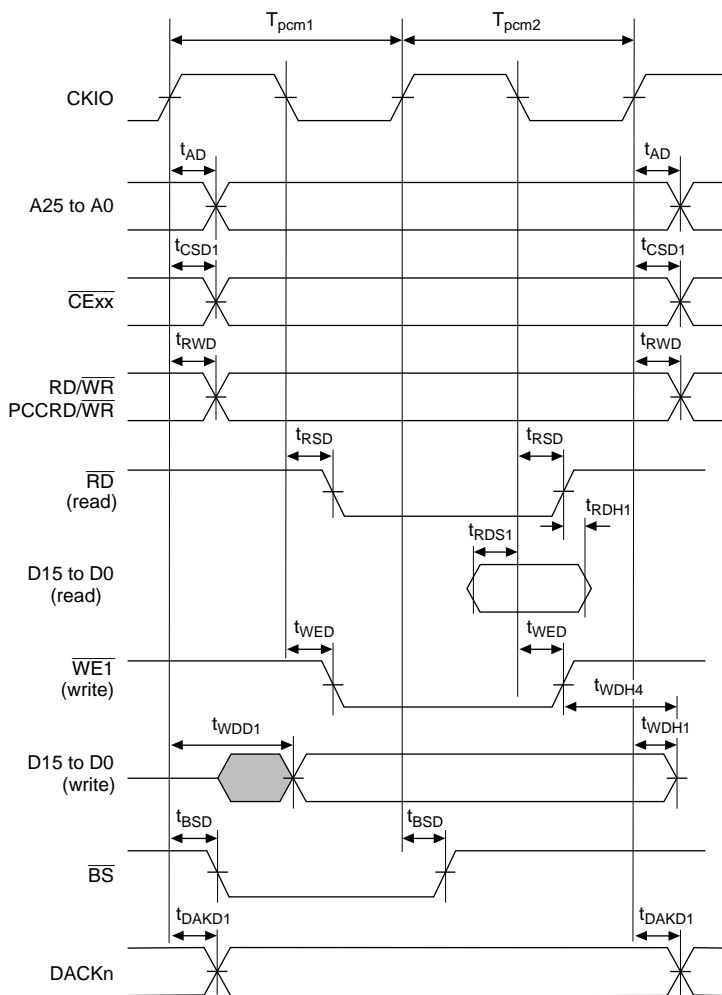 Tpcm1 Tpcm2
CKIO
tAD tAD
A25 to A0
tCSD1 tCSD1
CExx
tRWD tRWD
RD/WR
PCCRD/WR
tRSD tRSD
RD
(read)
tRDH1
tRDS1
D15 to D0
(read)
tWED tWED
WE1
(write)
tWDH4
tWDD1 tWDH1
D15 to D0
(write)
tBSD tBSD
BS
tDAKD1 tDAKD1
DACKn